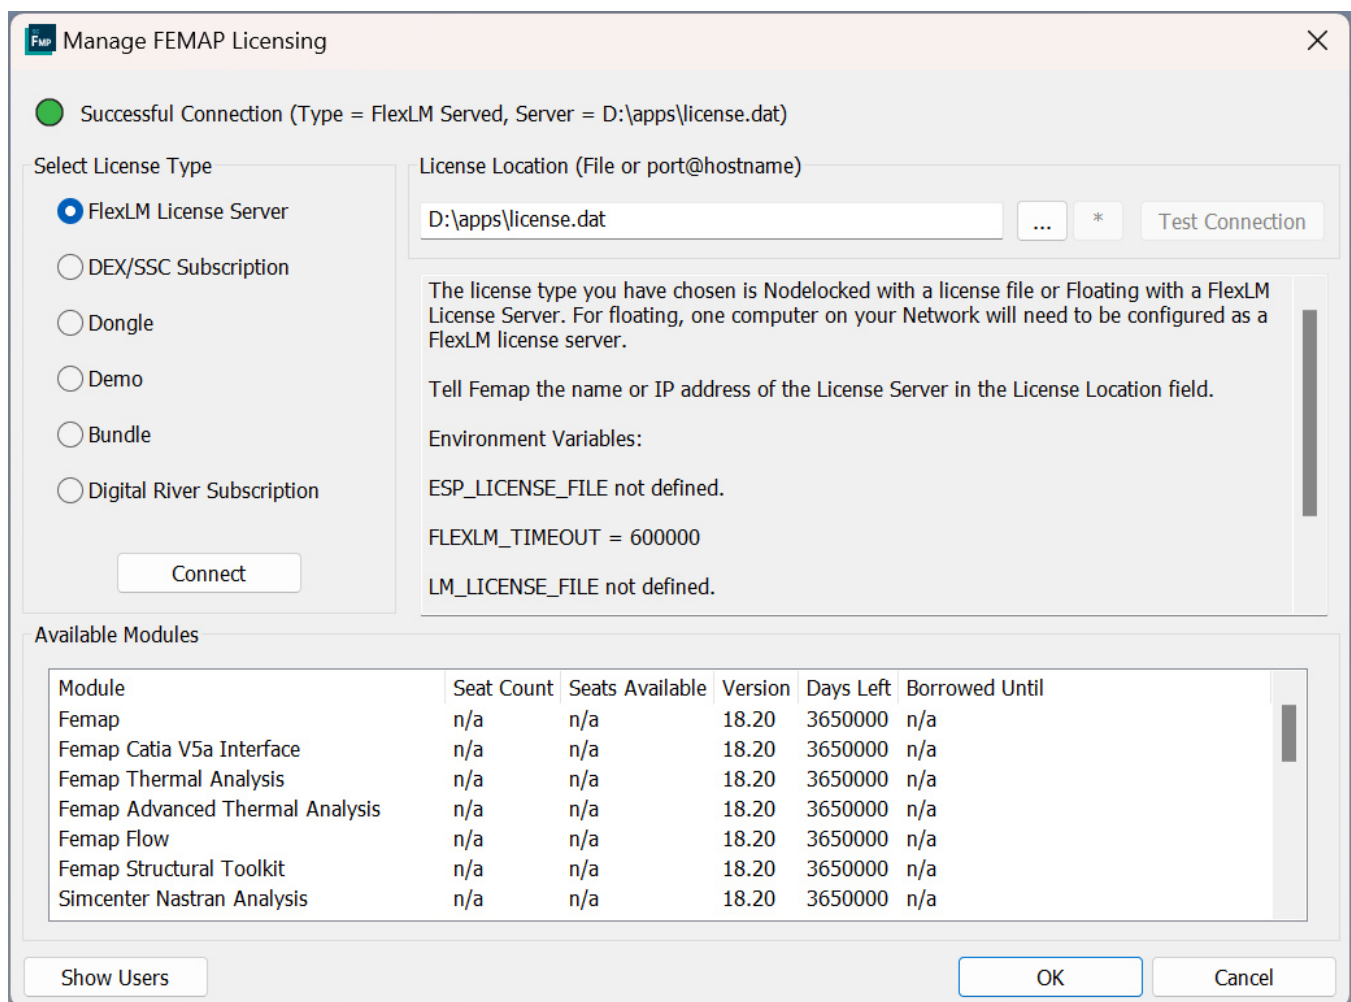 SC
FMP
Manage FEMAP Licensing
Successful Connection (Type = FlexLM Served, Server = D:\apps\license.dat)
Select License Type
FlexLM License Server
DEX/SSC Subscription
Dongle
Demo
Bundle
Digital River Subscription
Connect
License Location (File or port@hostname)
D:\apps\license.dat
...
*
Test Connection
The license type you have chosen is Nodelocked with a license file or Floating with a FlexLM
License Server. For floating, one computer on your Network will need to be configured as a
FlexLM license server.
Tell Femap the name or IP address of the License Server in the License Location field.
Environment Variables:
ESP_LICENSE_FILE not defined.
FLEXLM_TIMEOUT = 600000
LM_LICENSE_FILE not defined.
Available Modules
Module Seat Count Seats Available Version Days Left Borrowed Until
Femap n/a n/a 18.20 3650000 n/a
Femap Catia V5a Interface n/a n/a 18.20 3650000 n/a
Femap Thermal Analysis n/a n/a 18.20 3650000 n/a
Femap Advanced Thermal Analysis n/a n/a 18.20 3650000 n/a
Femap Flow n/a n/a 18.20 3650000 n/a
Femap Structural Toolkit n/a n/a 18.20 3650000 n/a
Simcenter Nastran Analysis n/a n/a 18.20 3650000 n/a
Show Users
OK
Cancel